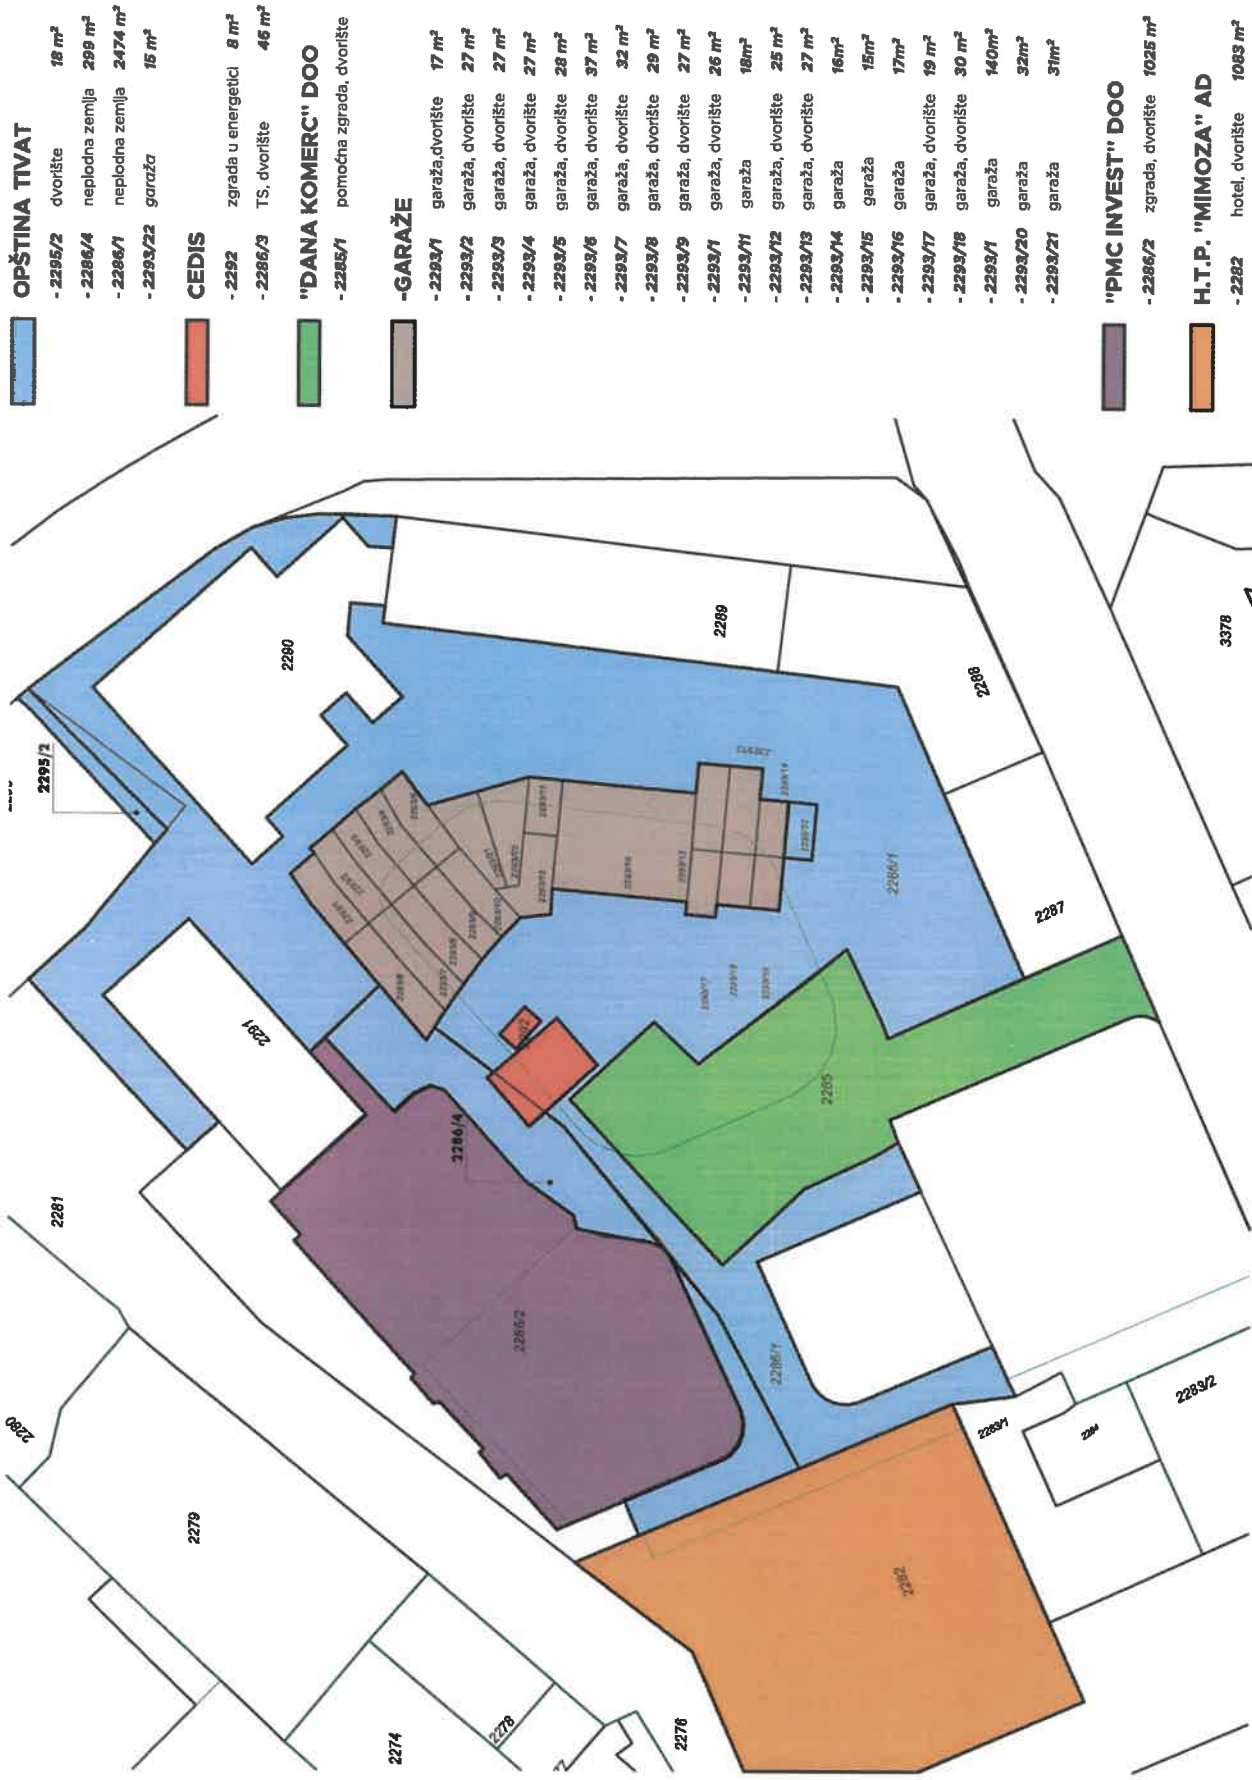 OPŠTINA TIVAT
- 2295/2 dvorište 18 m²
- 2286/4 neplodna zemlja 299 m²
- 2286/1 neplodna zemlja 2474 m²
- 2293/22 garaža 15 m²
CEDIS
- 2292 zgrada u energetici 8 m²
- 2286/3 TS, dvorište 46 m²
"DANA KOMERC" DOO
- 2285/1 pomoćna zgrada, dvorište
-GARAŽE
- 2293/1 garaža,dvorište 17 m²
- 2293/2 garaža, dvorište 27 m²
- 2293/3 garaža, dvorište 27 m²
- 2293/4 garaža, dvorište 27 m²
- 2293/5 garaža, dvorište 28 m²
- 2293/6 garaža, dvorište 37 m²
- 2293/7 garaža, dvorište 32 m²
- 2293/8 garaža, dvorište 29 m²
- 2293/9 garaža, dvorište 27 m²
- 2293/1 garaža, dvorište 26 m²
- 2293/11 garaža 18m²
- 2293/12 garaža, dvorište 25 m²
- 2293/13 garaža, dvorište 27 m²
- 2293/14 garaža 16m²
- 2293/15 garaža 15m²
- 2293/16 garaža 17m²
- 2293/17 garaža, dvorište 19 m²
- 2293/18 garaža, dvorište 30 m²
- 2293/1 garaža 140m²
- 2293/20 garaža 32m²
- 2293/21 garaža 31m²
"PMC INVEST" DOO
- 2286/2 zgrada, dvorište 1025 m²
H.T.P. "MIMOZA" AD
- 2282 hotel, dvorište 1083 m²
2295/2
2290
2289
2288
2287
2286/1
2291
2281
2286/4
2285
2286/2
2286/1
2280
2279
2282
2283/1
2284
2283/2
2274
2278
2276
3378